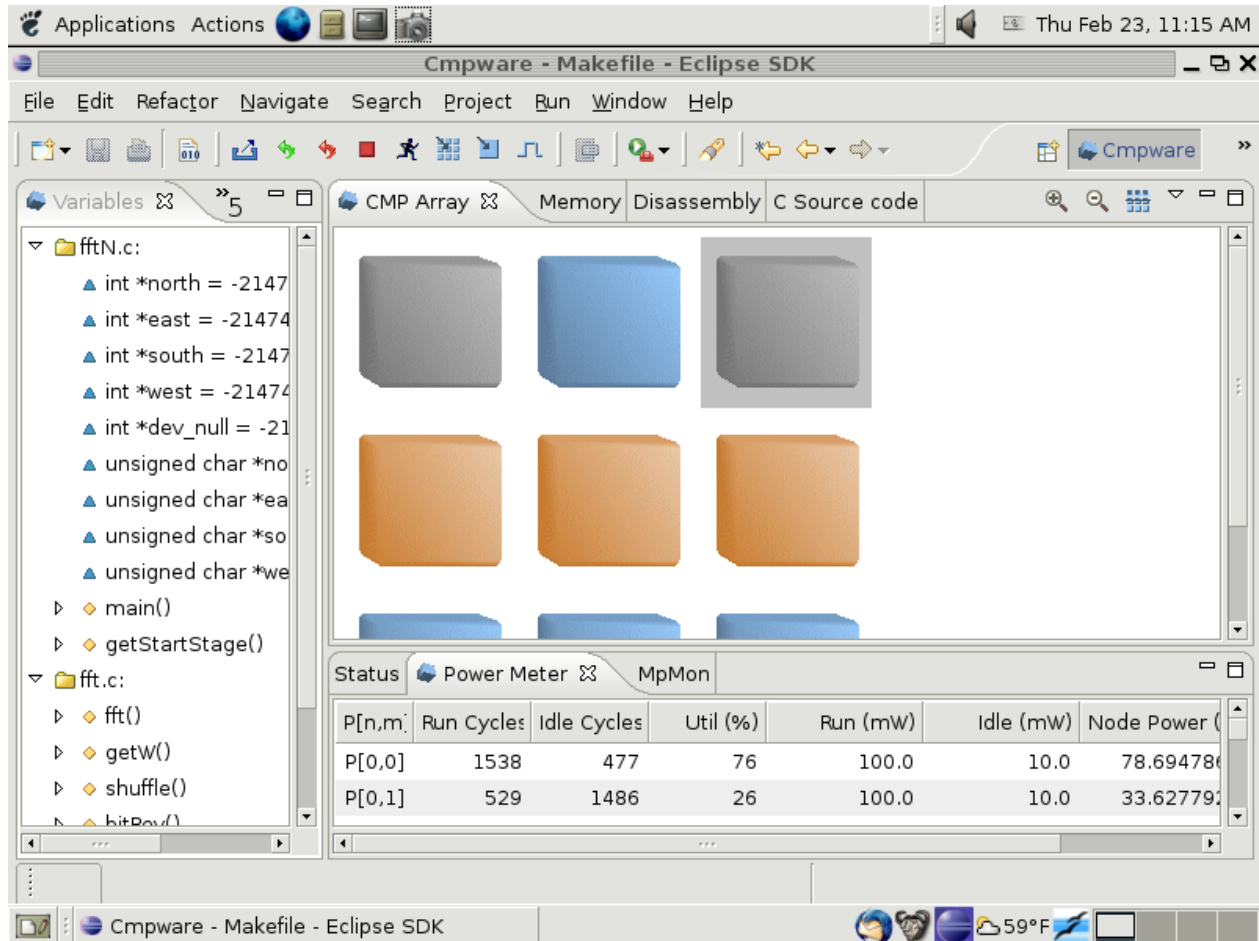 Applications Actions Thu Feb 23, 11:15 AM
Cmpware - Makefile - Eclipse SDK
File Edit Refactor Navigate Search Project Run Window Help
010 Cmpware »
Variables »5 CMP Array Memory Disassembly C Source code
fftN.c:
int *north = -2147
int *east = -21474
int *south = -2147
int *west = -21474
int *dev_null = -21
unsigned char *no
unsigned char *ea
unsigned char *so
unsigned char *we
main()
getStartStage()
fft.c:
fft()
getW()
shuffle()
bitRev()
Status Power Meter MpMon
P[n,m] Run Cycles Idle Cycles Util (%) Run (mW) Idle (mW) Node Power (
P[0,0] 1538 477 76 100.0 10.0 78.694786
P[0,1] 529 1486 26 100.0 10.0 33.627792
Cmpware - Makefile - Eclipse SDK 59°F